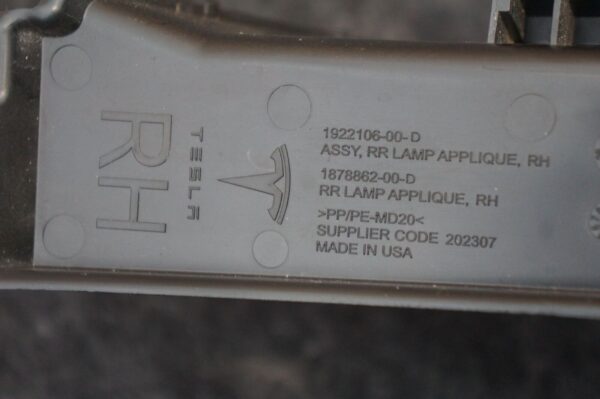 RH
TESLA
1922106-00-D
ASSY, RR LAMP APPLIQUE, RH
1878862-00-D
RR LAMP APPLIQUE, RH
>PP/PE-MD20<
SUPPLIER CODE 202307
MADE IN USA